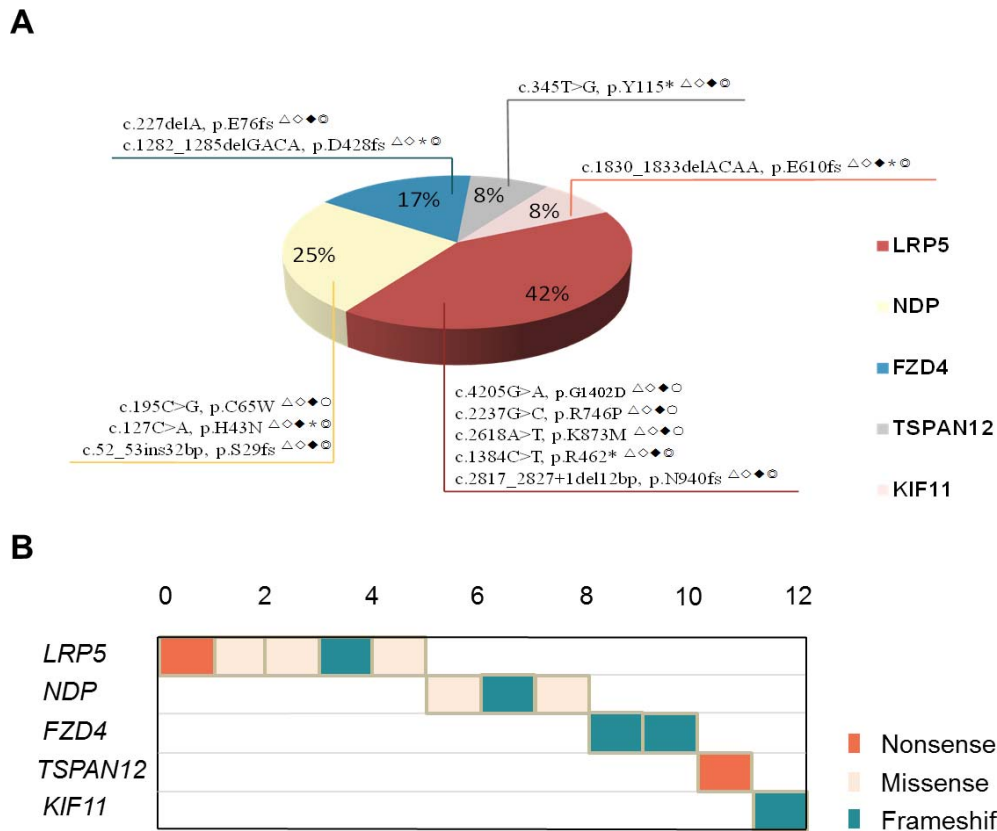 A
c.345T>G, p.Y115* △◇◆◎
c.227delA, p.E76fs △◇◆◎
c.1282_1285delGACA, p.D428fs △◇*◎
c.1830_1833delACAA, p.E610fs △◇◆*◎
17%
8%
8%
25%
42%
LRP5
NDP
FZD4
TSPAN12
KIF11
c.195C>G, p.C65W △◇◆○
c.127C>A, p.H43N △◇◆*◎
c.52_53ins32bp, p.S29fs △◇◆◎
c.4205G>A, p.G1402D △◇◆○
c.2237G>C, p.R746P △◇◆○
c.2618A>T, p.K873M △◇◆○
c.1384C>T, p.R462* △◇◆◎
c.2817_2827+1del12bp, p.N940fs △◇◆◎
B
0 2 4 6 8 10 12
LRP5
NDP
FZD4
TSPAN12
KIF11
Nonsense
Missense
Frameshif